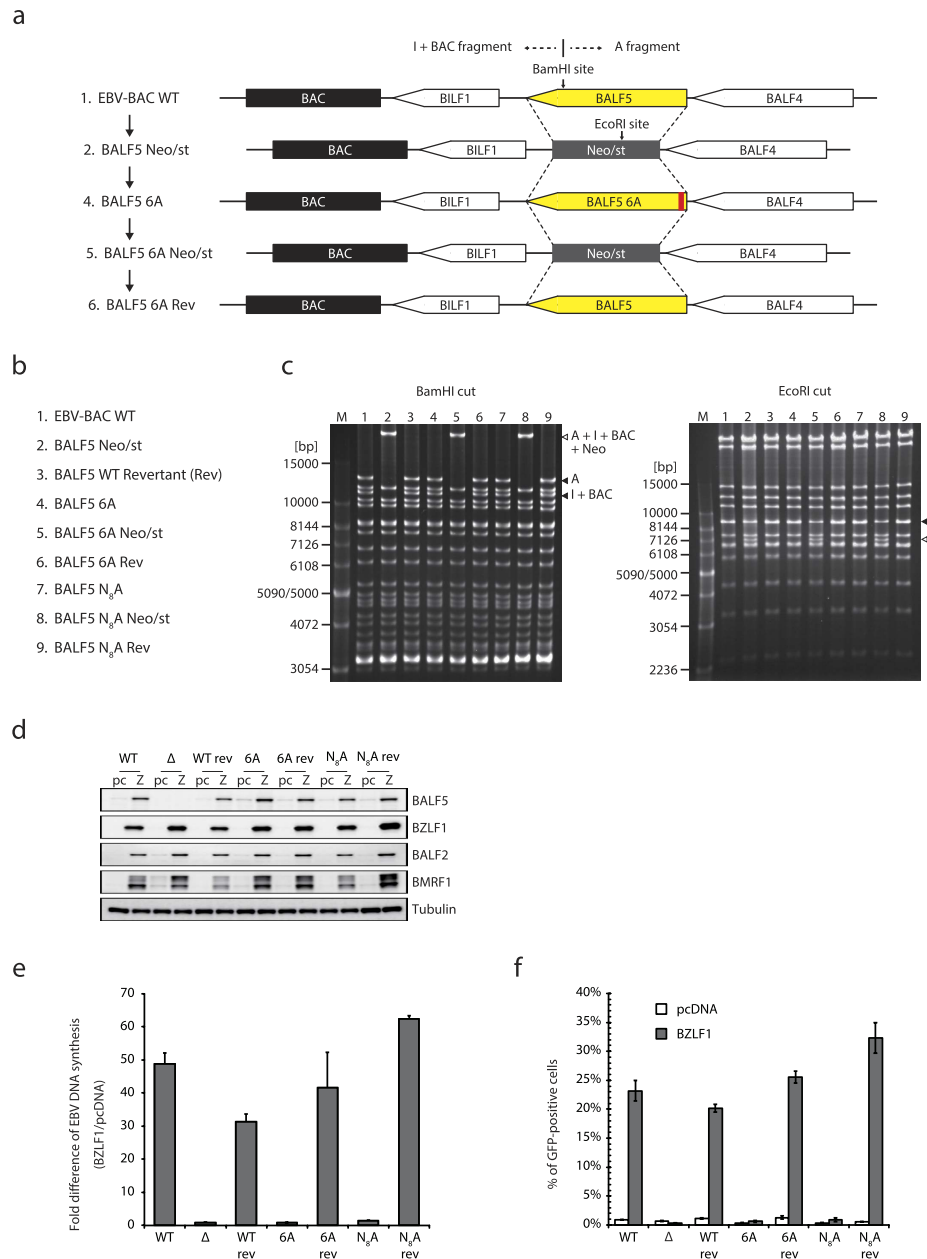 a
I + BAC fragment
A fragment
BamHI site
1. EBV-BAC WT
BAC
BILF1
BALF5
BALF4
EcoRI site
2. BALF5 Neo/st
BAC
BILF1
Neo/st
BALF4
4. BALF5 6A
BAC
BILF1
BALF5 6A
BALF4
5. BALF5 6A Neo/st
BAC
BILF1
Neo/st
BALF4
6. BALF5 6A Rev
BAC
BILF1
BALF5
BALF4
b
1. EBV-BAC WT
2. BALF5 Neo/st
3. BALF5 WT Revertant (Rev)
4. BALF5 6A
5. BALF5 6A Neo/st
6. BALF5 6A Rev
7. BALF5 N8A
8. BALF5 N8A Neo/st
9. BALF5 N8A Rev
c
BamHI cut
M 1 2 3 4 5 6 7 8 9
[bp]
15000
10000
8144
7126
6108
5090/5000
4072
3054
A + I + BAC
+ Neo
A
I + BAC
EcoRI cut
M 1 2 3 4 5 6 7 8 9
[bp]
15000
10000
8144
7126
6108
5090/5000
4072
3054
2236
d
WT Δ WT rev 6A 6A rev N8A N8A rev
pc Z pc Z pc Z pc Z pc Z pc Z pc Z
BALF5
BZLF1
BALF2
BMRF1
Tubulin
e
Fold difference of EBV DNA synthesis
(BZLF1/pcDNA)
70
60
50
40
30
20
10
0
WT Δ WT rev 6A 6A rev N8A N8A rev
f
% of GFP-positive cells
40%
35%
30%
25%
20%
15%
10%
5%
0%
pcDNA
BZLF1
WT Δ WT rev 6A 6A rev N8A N8A rev